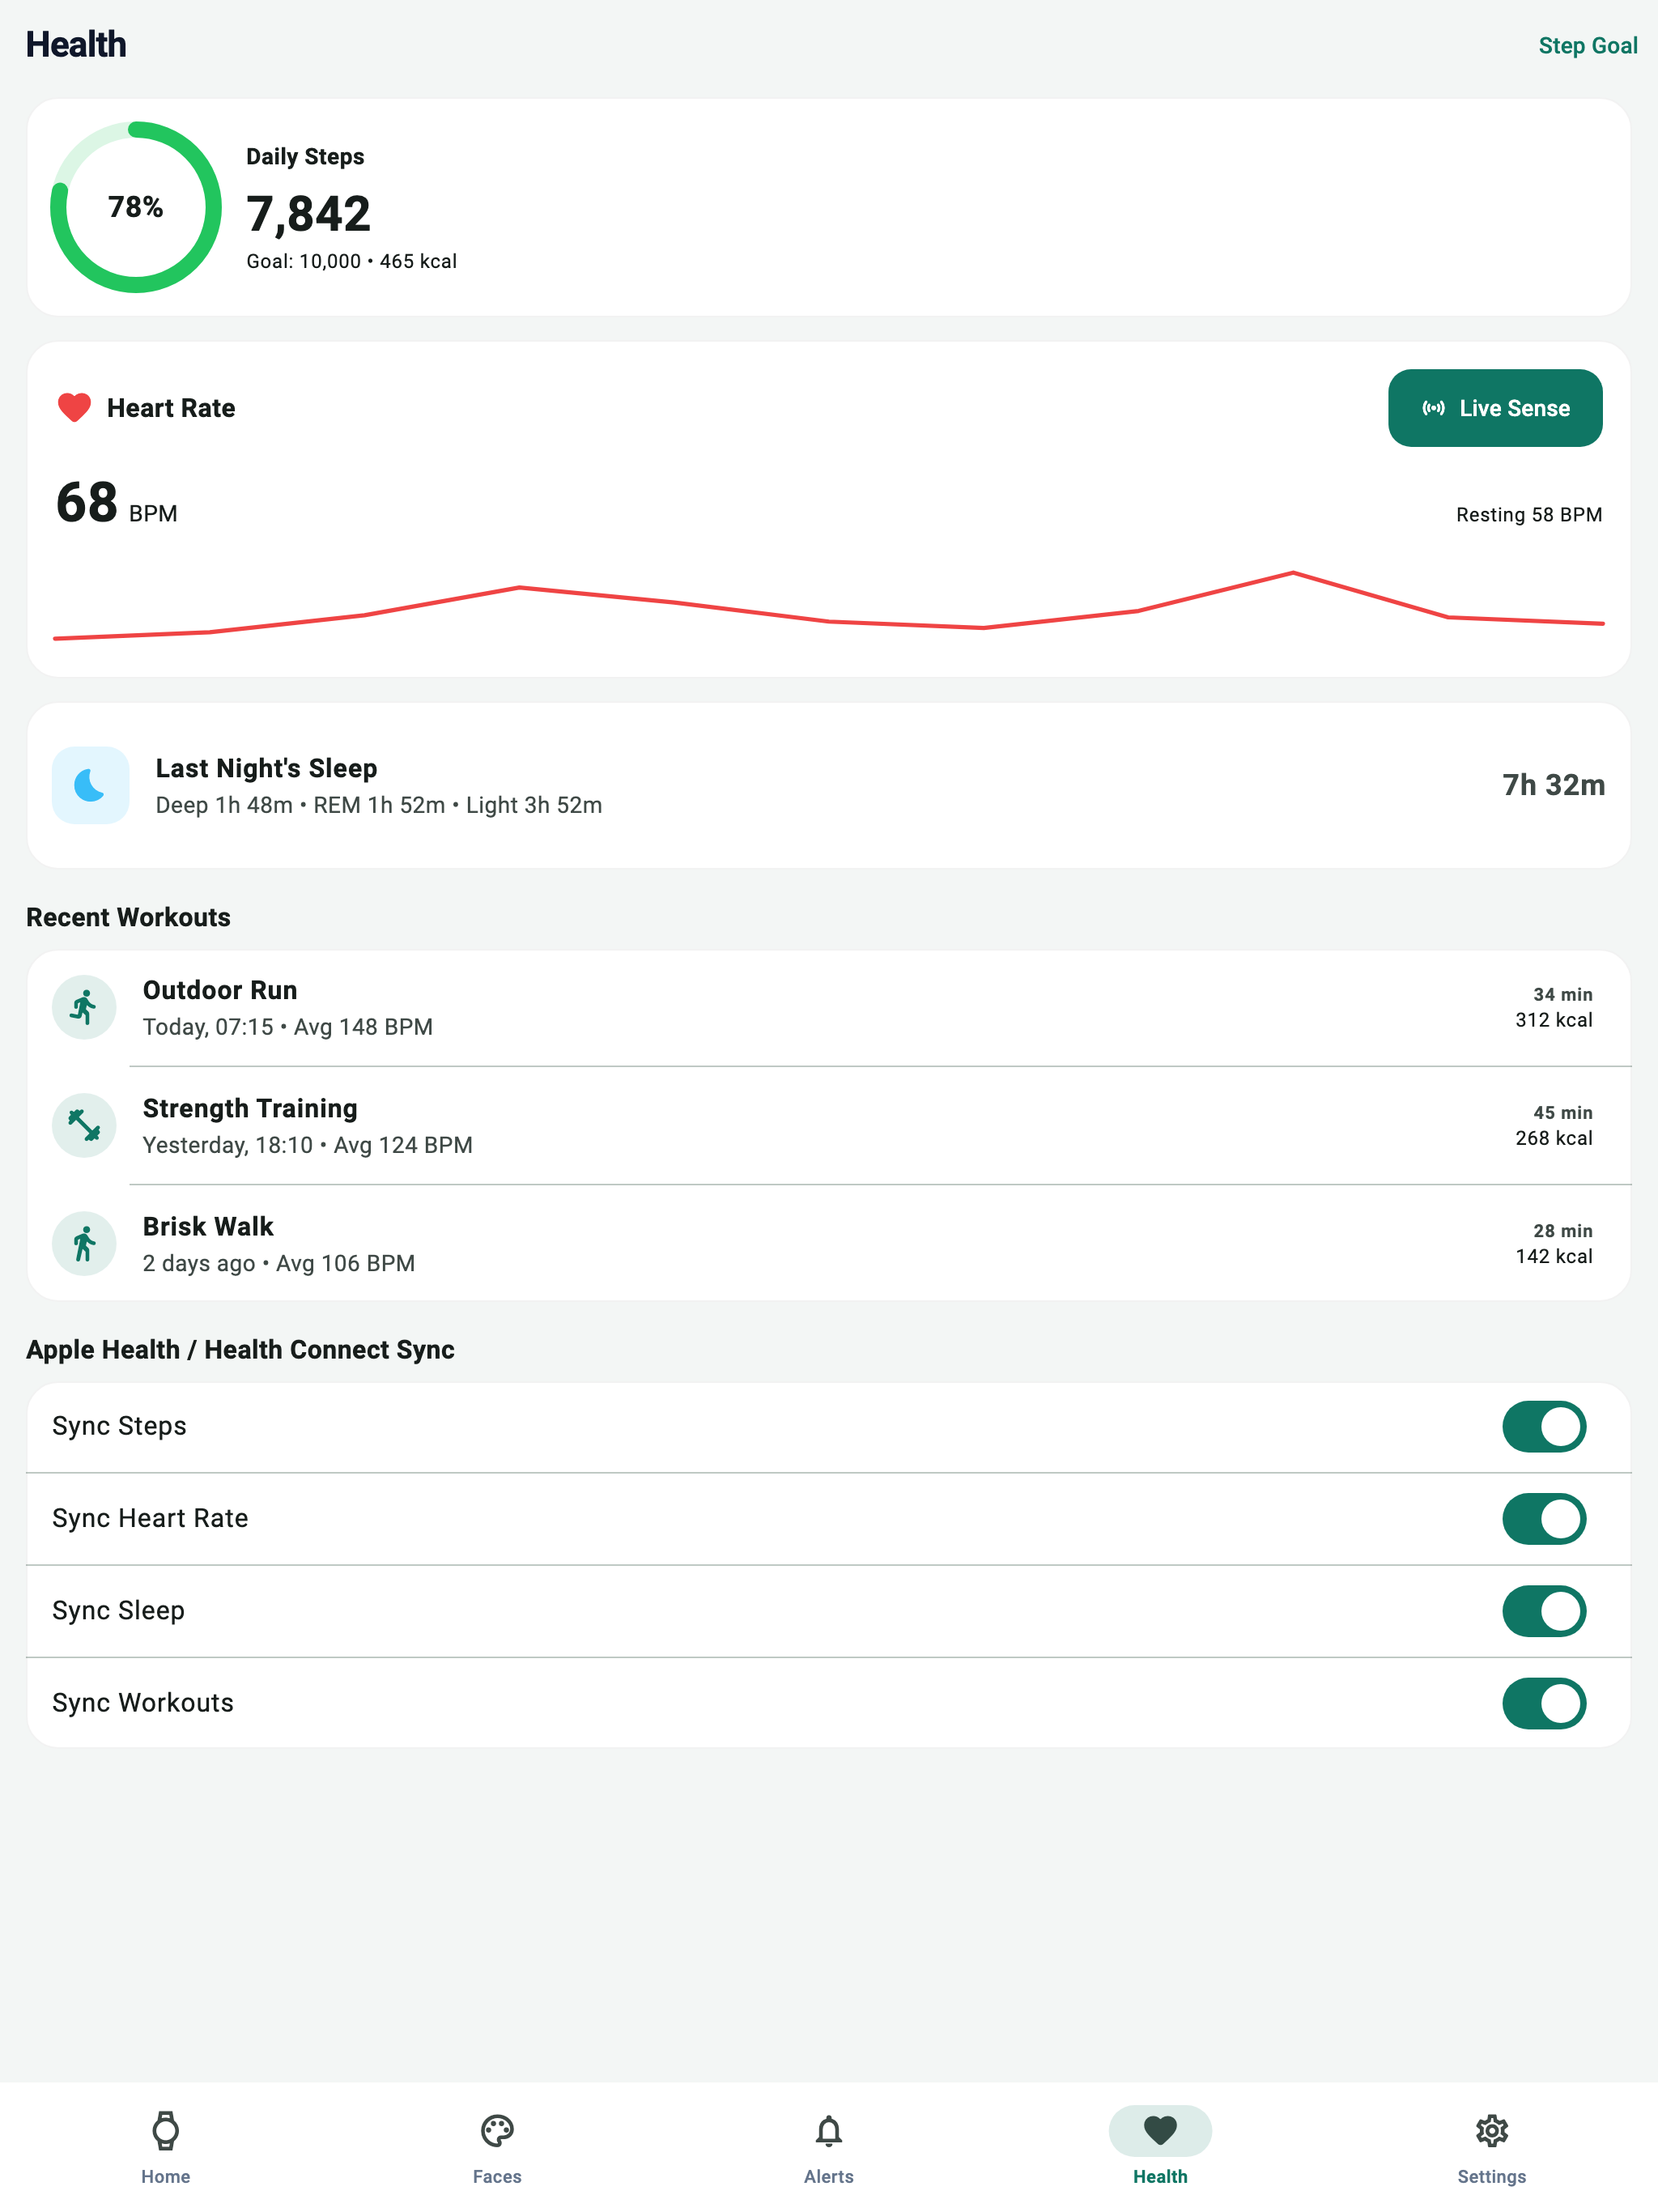 Health
Step Goal
78%
Daily Steps
7,842
Goal: 10,000 • 465 kcal
Heart Rate
Live Sense
68 BPM
Resting 58 BPM
Last Night's Sleep
Deep 1h 48m • REM 1h 52m • Light 3h 52m
7h 32m
Recent Workouts
Outdoor Run
Today, 07:15 • Avg 148 BPM
34 min
312 kcal
Strength Training
Yesterday, 18:10 • Avg 124 BPM
45 min
268 kcal
Brisk Walk
2 days ago • Avg 106 BPM
28 min
142 kcal
Apple Health / Health Connect Sync
Sync Steps
Sync Heart Rate
Sync Sleep
Sync Workouts
Home
Faces
Alerts
Health
Settings